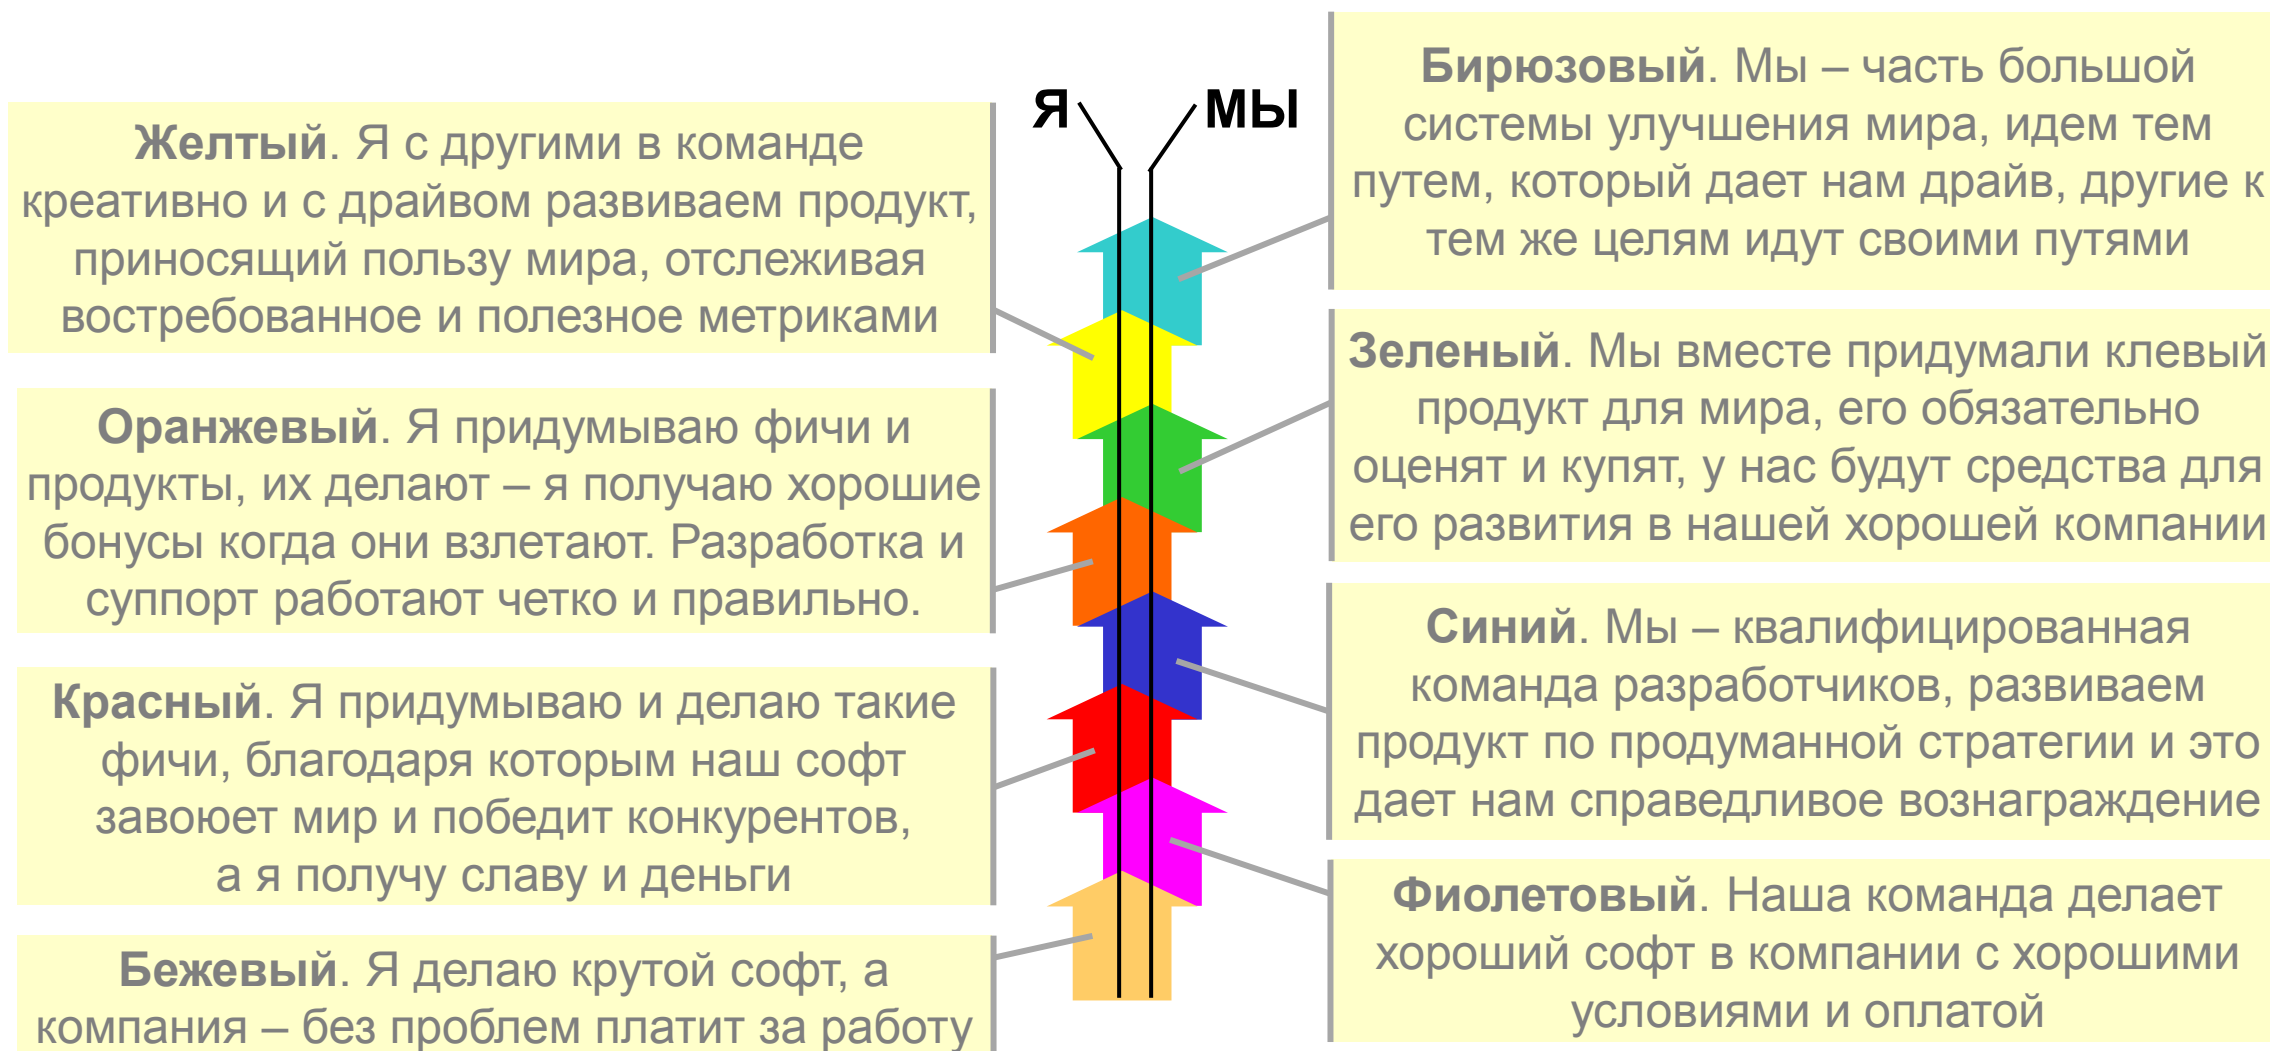 Я
МЫ
Желтый. Я с другими в команде
креативно и с драйвом развиваем продукт,
приносящий пользу мира, отслеживая
востребованное и полезное метриками
Оранжевый. Я придумываю фичи и
продукты, их делают – я получаю хорошие
бонусы когда они взлетают. Разработка и
суппорт работают четко и правильно.
Красный. Я придумываю и делаю такие
фичи, благодаря которым наш софт
завоюет мир и победит конкурентов,
а я получу славу и деньги
Бежевый. Я делаю крутой софт, а
компания – без проблем платит за работу
Бирюзовый. Мы – часть большой
системы улучшения мира, идем тем
путем, который дает нам драйв, другие к
тем же целям идут своими путями
Зеленый. Мы вместе придумали клевый
продукт для мира, его обязательно
оценят и купят, у нас будут средства для
его развития в нашей хорошей компании
Синий. Мы – квалифицированная
команда разработчиков, развиваем
продукт по продуманной стратегии и это
дает нам справедливое вознаграждение
Фиолетовый. Наша команда делает
хороший софт в компании с хорошими
условиями и оплатой